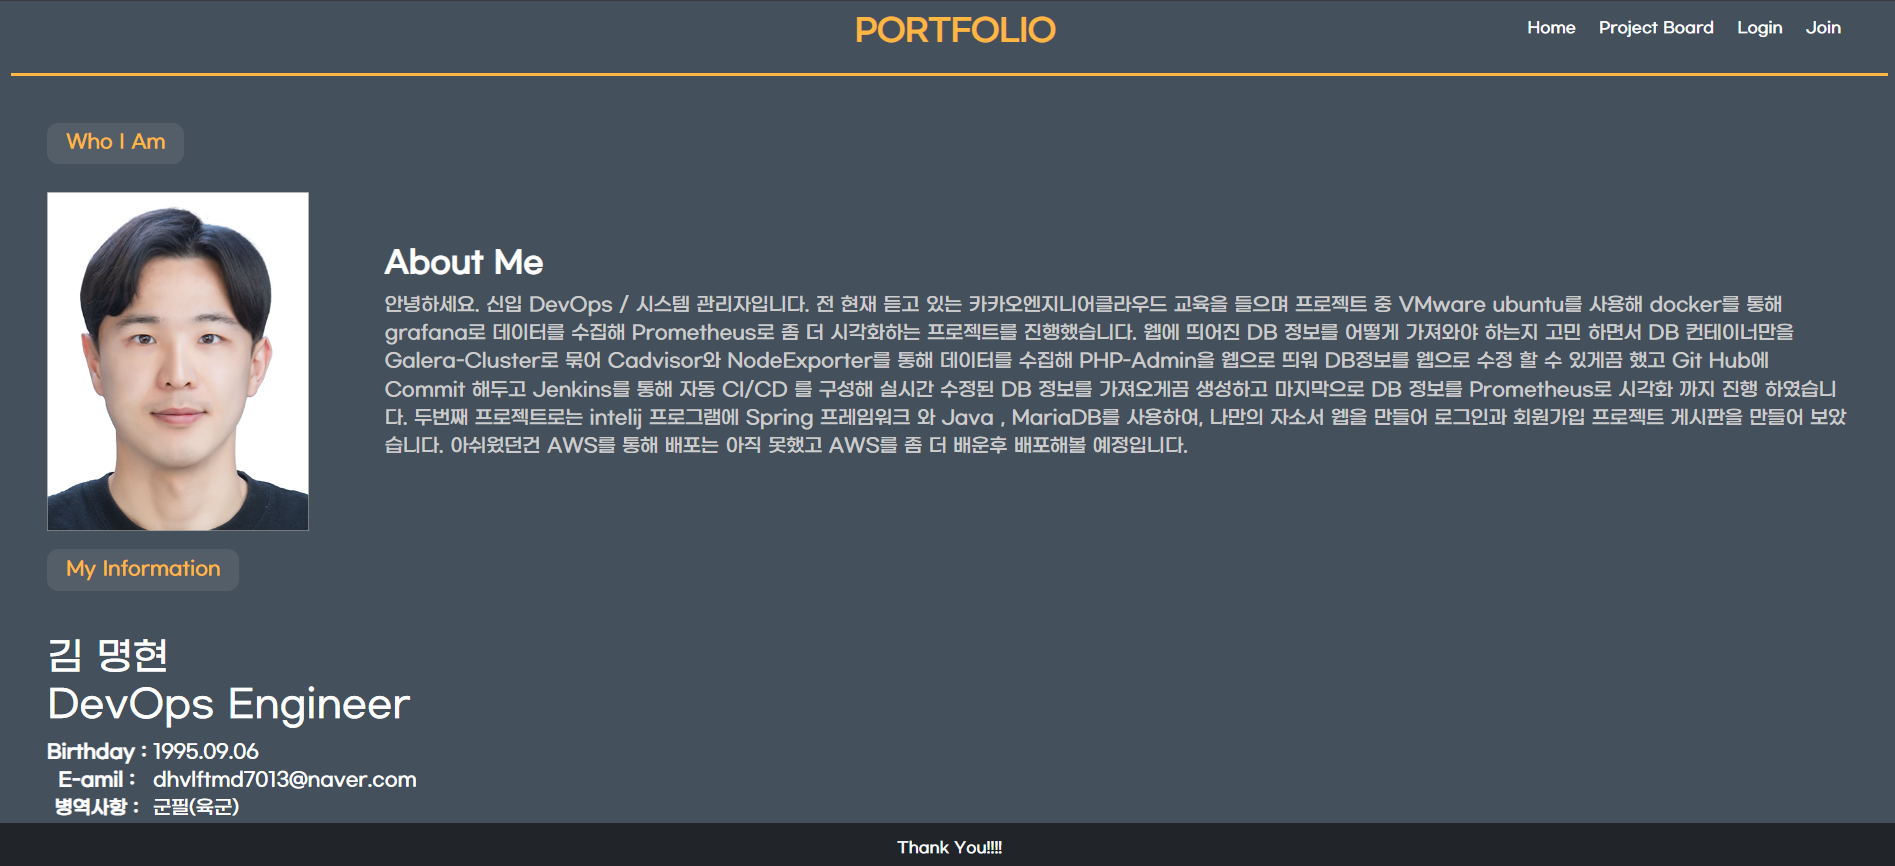 PORTFOLIO
Home Project Board Login Join
Who I Am
About Me
안녕하세요. 신입 DevOps / 시스템 관리자입니다. 전 현재 듣고 있는 카카오엔지니어클라우드 교육을 들으며 프로젝트 중 VMware ubuntu를 사용해 docker를 통해
grafana로 데이터를 수집해 Prometheus로 좀 더 시각화하는 프로젝트를 진행했습니다. 웹에 띄어진 DB 정보를 어떻게 가져와야 하는지 고민 하면서 DB 컨테이너만을
Galera-Cluster로 묶어 Cadvisor와 NodeExporter를 통해 데이터를 수집해 PHP-Admin을 웹으로 띄워 DB정보를 웹으로 수정 할 수 있게끔 했고 Git Hub에
Commit 해두고 Jenkins를 통해 자동 CI/CD 를 구성해 실시간 수정된 DB 정보를 가져오게끔 생성하고 마지막으로 DB 정보를 Prometheus로 시각화 까지 진행 하였습니
다. 두번째 프로젝트로는 intelij 프로그램에 Spring 프레임워크 와 Java , MariaDB를 사용하여, 나만의 자소서 웹을 만들어 로그인과 회원가입 프로젝트 게시판을 만들어 보았
습니다. 아쉬웠던건 AWS를 통해 배포는 아직 못했고 AWS를 좀 더 배운후 배포해볼 예정입니다.
My Information
김 명현
DevOps Engineer
Birthday : 1995.09.06
E-amil : dhvlftmd7013@naver.com
병역사항 : 군필(육군)
Thank You!!!!